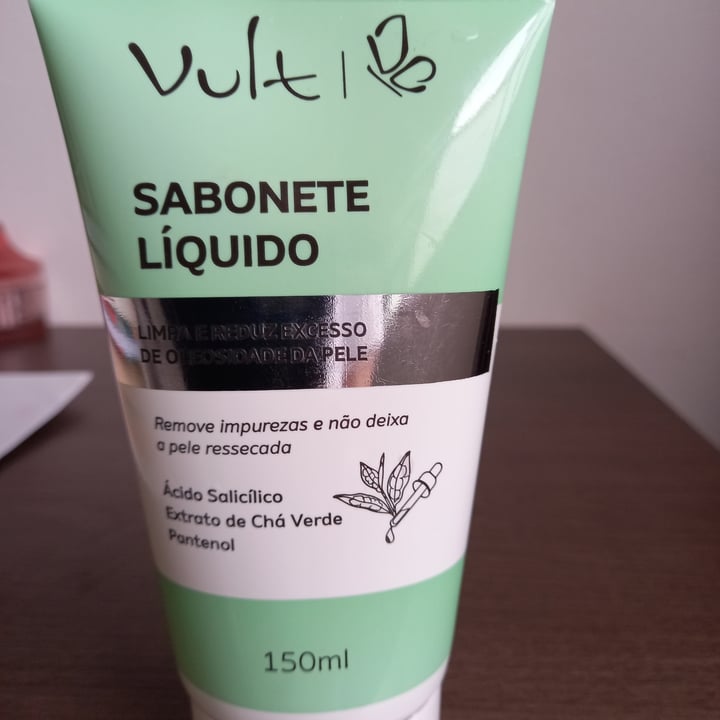 Vult
SABONETE
LÍQUIDO
LIMPA E REDUZ EXCESSO
DE OLEOSIDADE DA PELE
Remove impurezas e não deixa
a pele ressecada
Ácido Salicílico
Extrato de Chá Verde
Pantenol
150ml